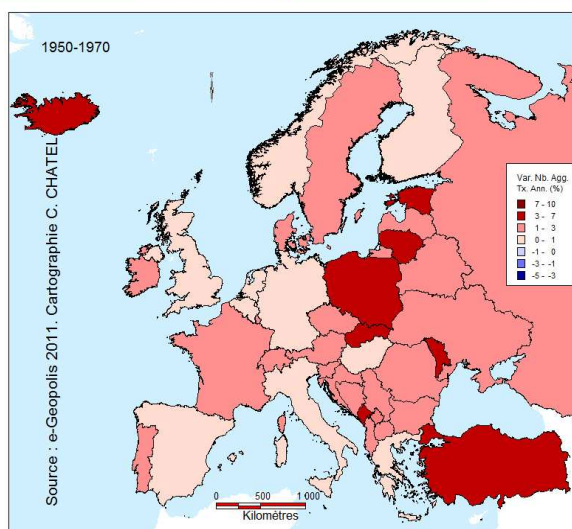 1950-1970
Source : e-Geopolis 2011. Cartographie C. CHATEL
Var. Nb. Agg.
Tx. Ann. (%)
7 - 10
3 - 7
1 - 3
0 - 1
-1 - 0
-3 - -1
-5 - -3
0 500 1 000
Kilomètres